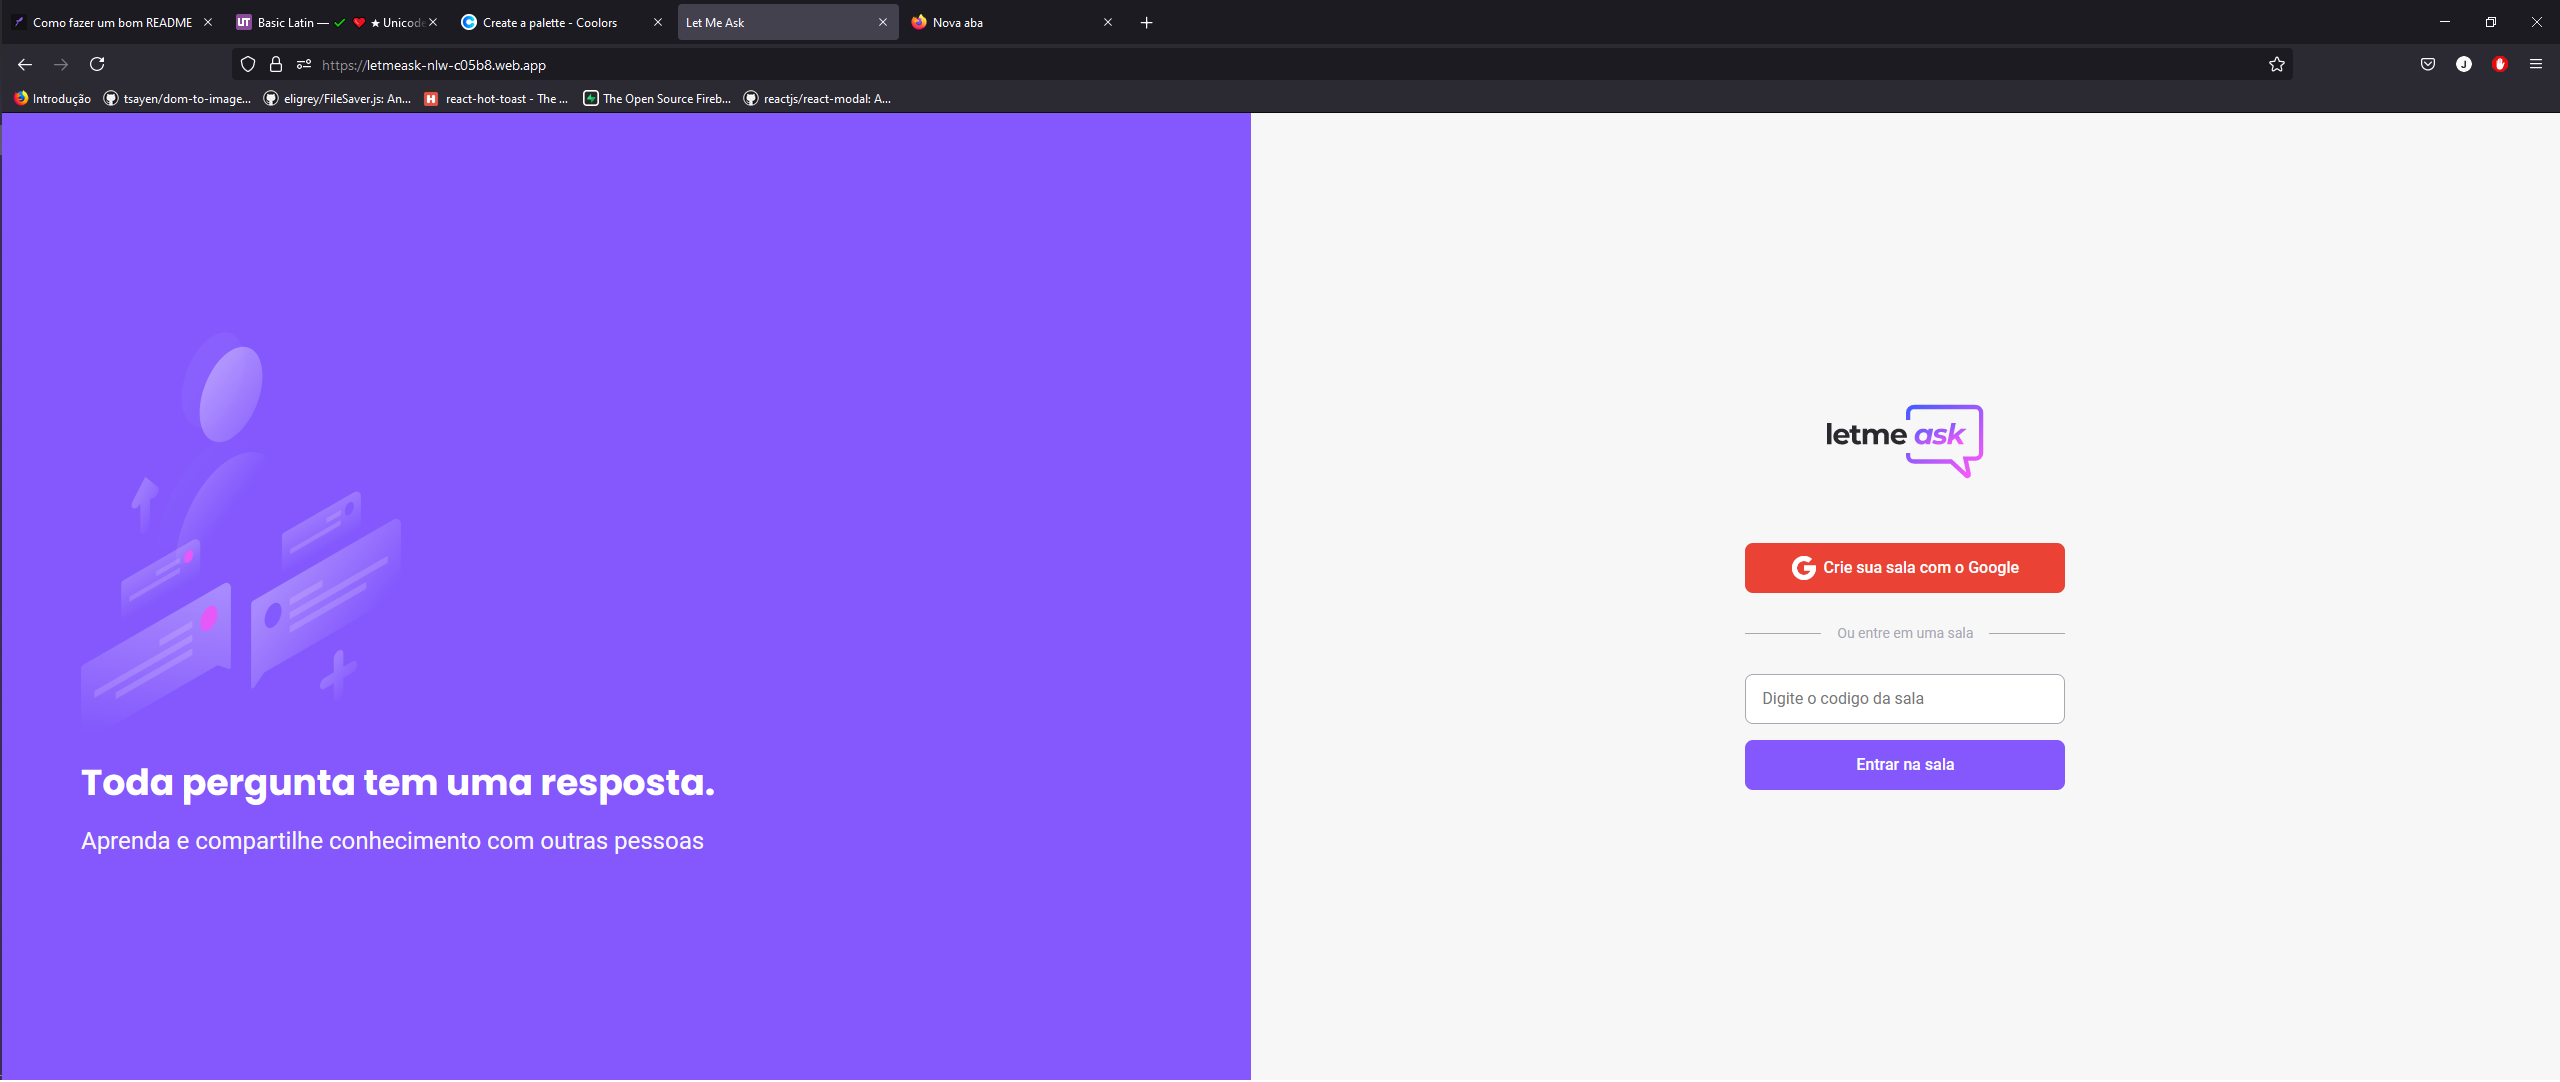 Como fazer um bom README
Basic Latin — ✓ ❤ ★ Unicode
Create a palette - Coolors
Let Me Ask
Nova aba
https://letmeask-nlw-c05b8.web.app
Introdução
tsayen/dom-to-image...
eligrey/FileSaver.js: An...
react-hot-toast - The ...
The Open Source Fireb...
reactjs/react-modal: A...
Toda pergunta tem uma resposta.
Aprenda e compartilhe conhecimento com outras pessoas
letme ask
Crie sua sala com o Google
Ou entre em uma sala
Digite o codigo da sala
Entrar na sala